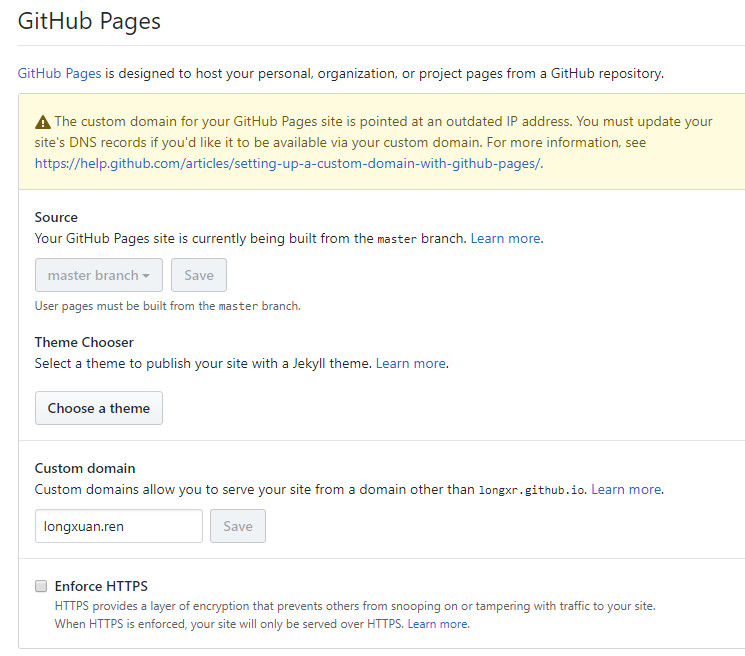 GitHub Pages
GitHub Pages is designed to host your personal, organization, or project pages from a GitHub repository.
The custom domain for your GitHub Pages site is pointed at an outdated IP address. You must update your
site's DNS records if you'd like it to be available via your custom domain. For more information, see
https://help.github.com/articles/setting-up-a-custom-domain-with-github-pages/.
Source
Your GitHub Pages site is currently being built from the master branch. Learn more.
master branch Save
User pages must be built from the master branch.
Theme Chooser
Select a theme to publish your site with a Jekyll theme. Learn more.
Choose a theme
Custom domain
Custom domains allow you to serve your site from a domain other than longxr.github.io. Learn more.
longxuan.ren Save
Enforce HTTPS
HTTPS provides a layer of encryption that prevents others from snooping on or tampering with traffic to your site.
When HTTPS is enforced, your site will only be served over HTTPS. Learn more.